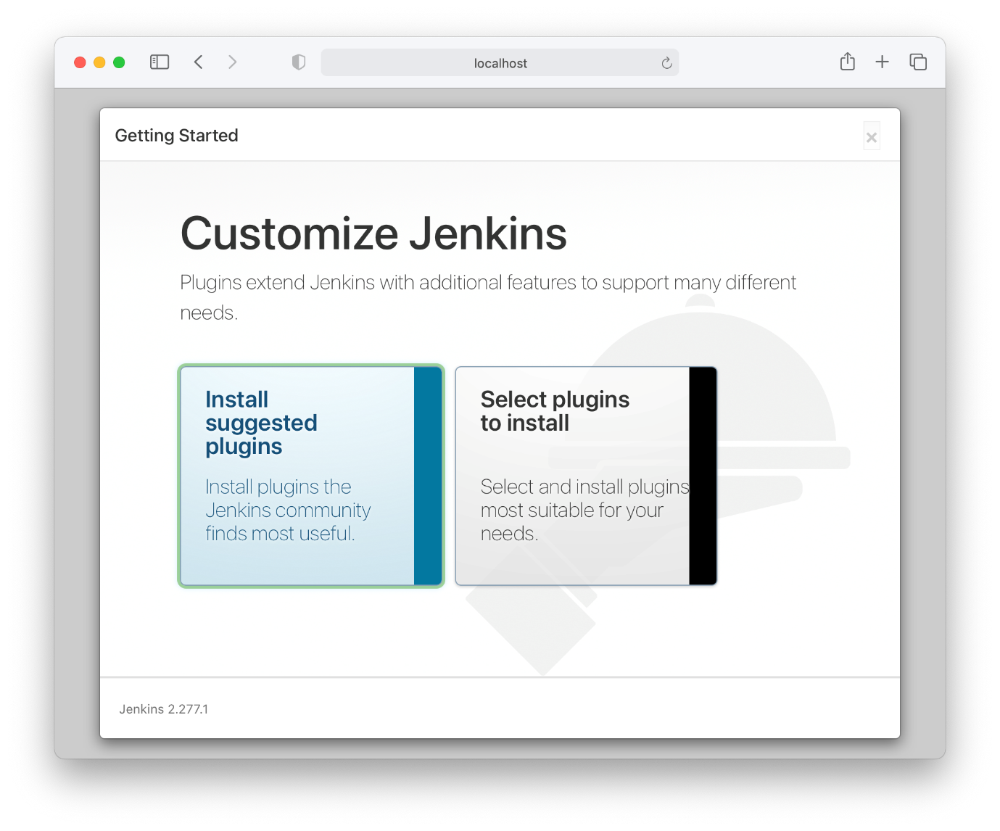 localhost
Getting Started
×
Customize Jenkins
Plugins extend Jenkins with additional features to support many different
needs.
Install
suggested
plugins
Install plugins the
Jenkins community
finds most useful.
Select plugins
to install
Select and install plugins
most suitable for your
needs.
Jenkins 2.277.1